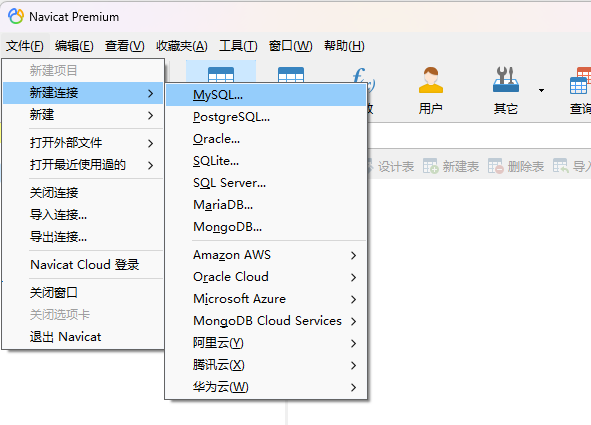 Navicat Premium
文件(F) 编辑(E) 查看(V) 收藏夹(A) 工具(T) 窗口(W) 帮助(H)
新建项目
新建连接
新建
打开外部文件
打开最近使用過的
关闭连接
导入连接...
导出连接...
Navicat Cloud 登录
关闭窗口
关闭选项卡
退出 Navicat
MySQL...
PostgreSQL...
Oracle...
SQLite...
SQL Server...
MariaDB...
MongoDB...
Amazon AWS
Oracle Cloud
Microsoft Azure
MongoDB Cloud Services
阿里云(Y)
腾讯云(X)
华为云(W)
用户 其它 查询
设计表 新建表 删除表 导入